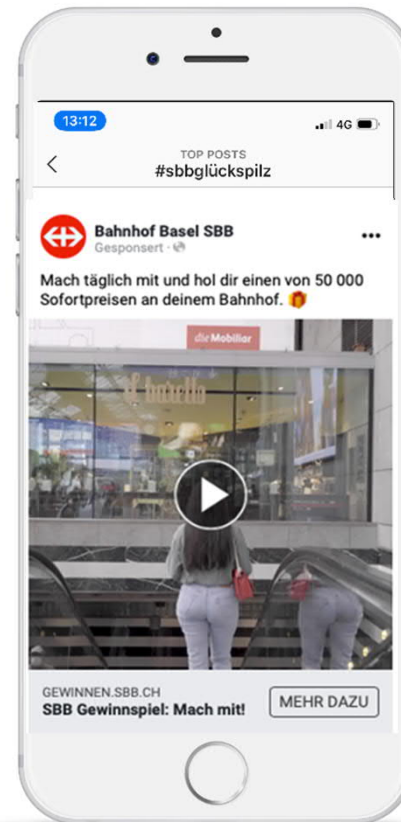 13:12
4G
TOP POSTS
#sbbglückspilz
Bahnhof Basel SBB
Gesponsert ·
Mach täglich mit und hol dir einen von 50 000
Sofortpreisen an deinem Bahnhof.
die Mobiliar
GEWINNEN.SBB.CH
SBB Gewinnspiel: Mach mit!
MEHR DAZU